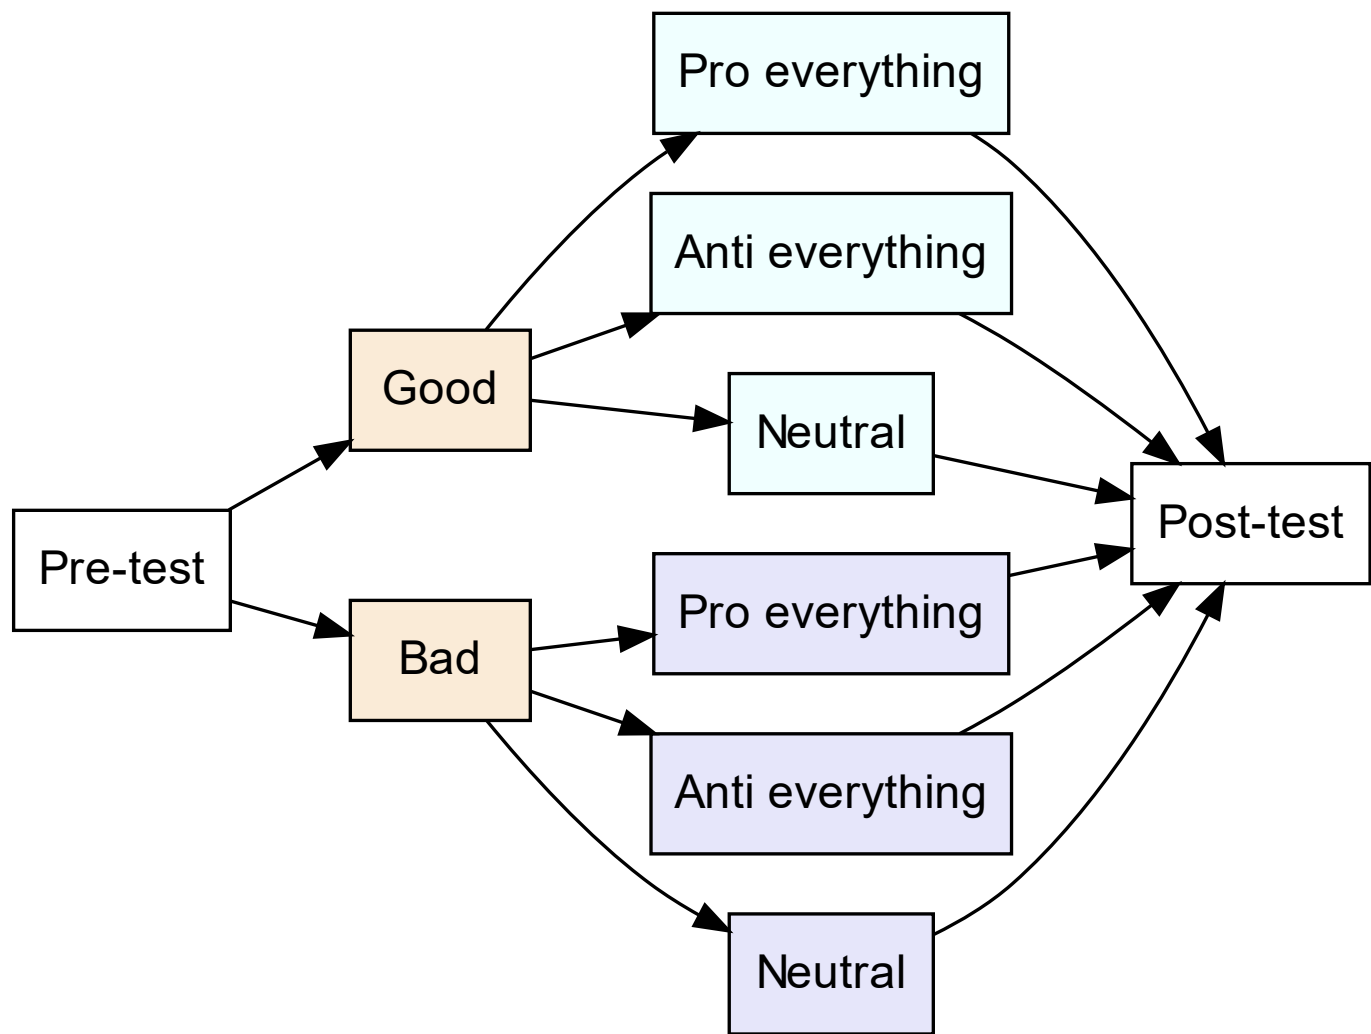 Pro everything
Anti everything
Good
Neutral
Pre-test
Post-test
Bad
Pro everything
Anti everything
Neutral